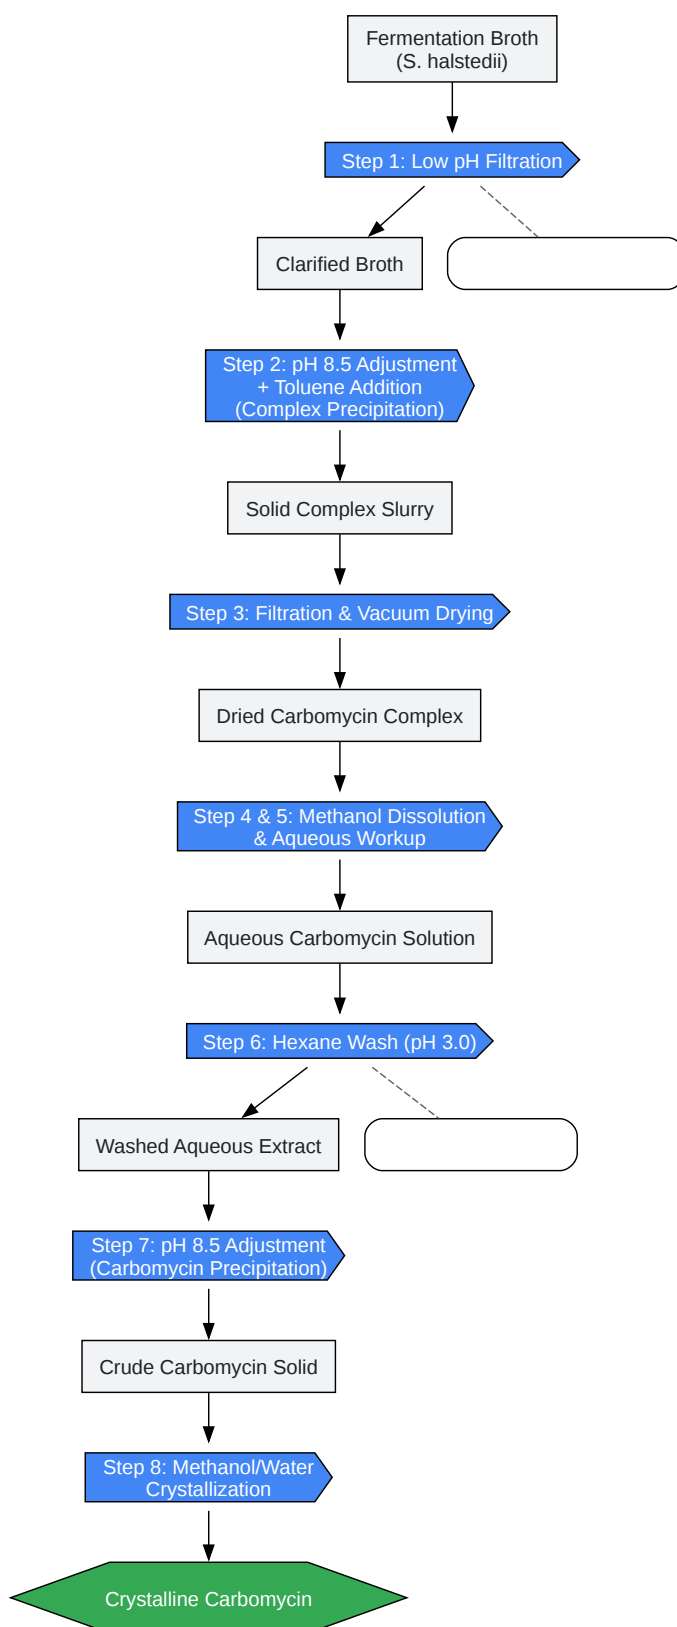 Fermentation Broth
(S. halstedii)
Step 1: Low pH Filtration
Clarified Broth
Step 2: pH 8.5 Adjustment
+ Toluene Addition
(Complex Precipitation)
Solid Complex Slurry
Step 3: Filtration & Vacuum Drying
Dried Carbomycin Complex
Step 4 & 5: Methanol Dissolution
& Aqueous Workup
Aqueous Carbomycin Solution
Step 6: Hexane Wash (pH 3.0)
Washed Aqueous Extract
Step 7: pH 8.5 Adjustment
(Carbomycin Precipitation)
Crude Carbomycin Solid
Step 8: Methanol/Water
Crystallization
Crystalline Carbomycin